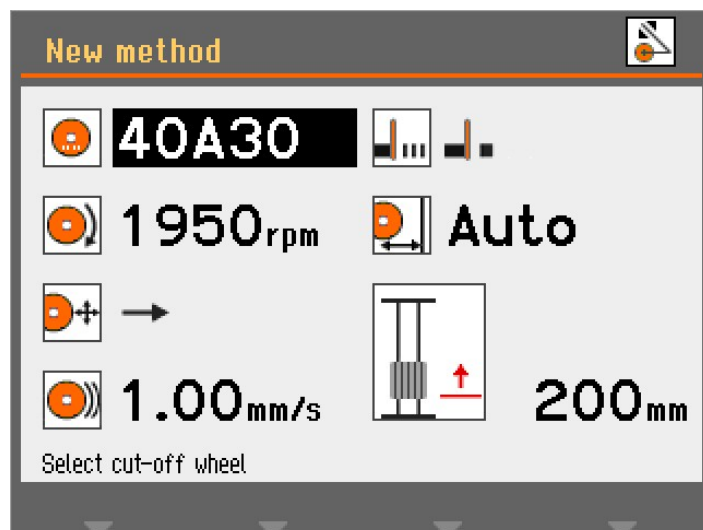 New method
40A30
1950rpm
Auto
1.00mm/s
200mm
Select cut-off wheel